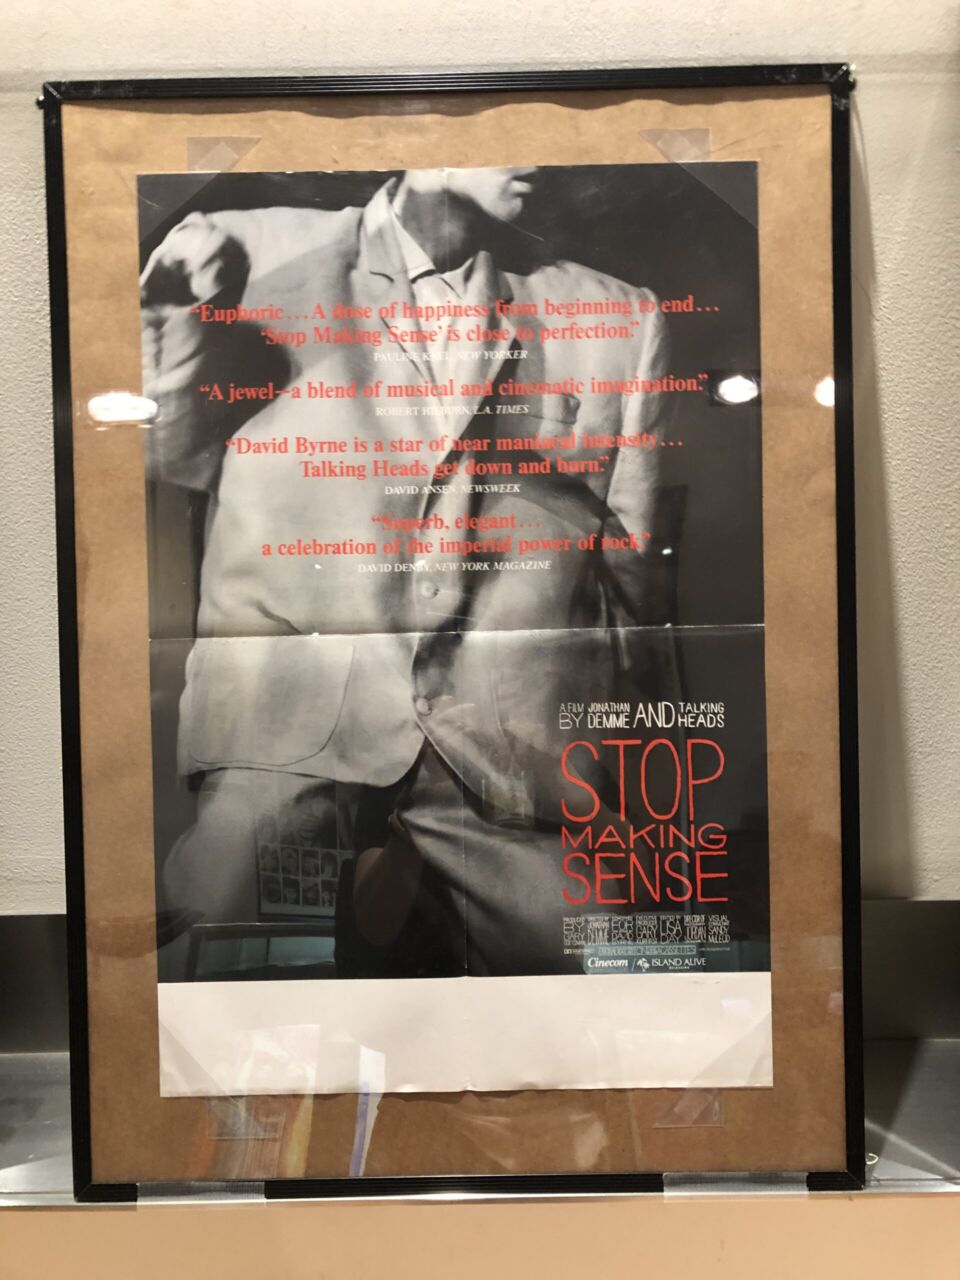 “Euphoric...A dose of happiness from beginning to end...
‘Stop Making Sense’ is close to perfection.”
PAULINE KAEL, NEW YORKER
“A jewel—a blend of musical and cinematic imagination.”
ROBERT HILBURN, L.A. TIMES
“David Byrne is a star of near maniacal intensity...
Talking Heads get down and burn.”
DAVID ANSEN, NEWSWEEK
“Superb, elegant...
a celebration of the imperial power of rock.”
DAVID DENBY, NEW YORK MAGAZINE
A FILM BY JONATHAN DEMME AND TALKING HEADS
STOP
MAKING
SENSE
Cinecom / ISLAND ALIVE